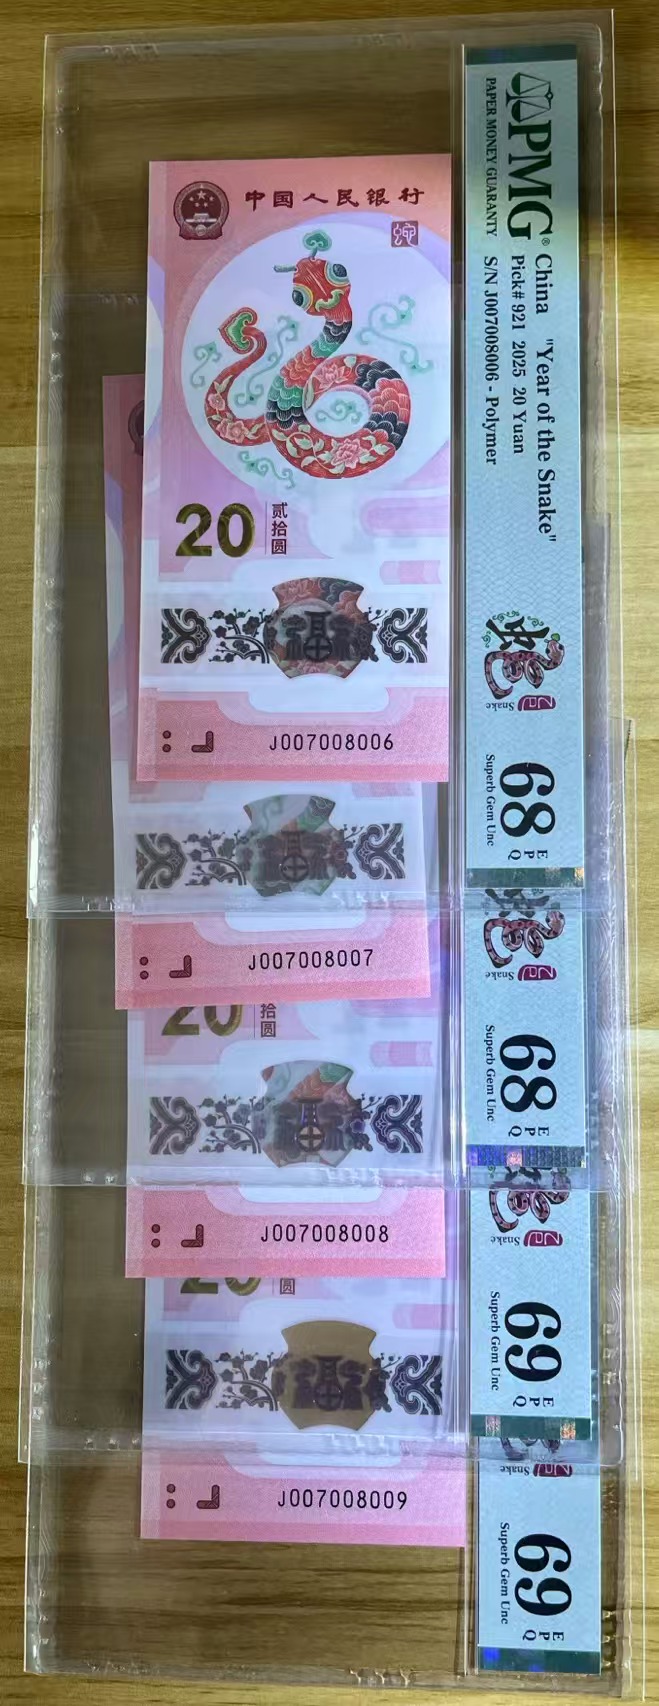 中国人民银行
20
贰拾圆
J007008006
J007008007
20
拾圆
J007008008
20
圆
J007008009
PMG®
PAPER MONEY GUARANTY
China "Year of the Snake"
Pick# 921 2025 20 Yuan
S/N J007008006 - Polymer
Snake
68 EPQ
Superb Gem Unc
Snake
68 EPQ
Superb Gem Unc
Snake
69 EPQ
Superb Gem Unc
Snake
69 EPQ
Superb Gem Unc